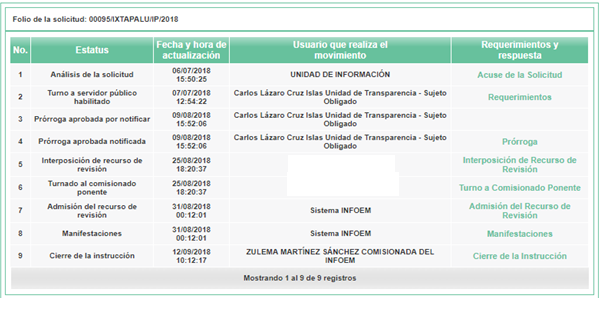 Folio de la solicitud: 00095/IXTAPALU/IP/2018
No. Estatus Fecha y hora de actualización Usuario que realiza el movimiento Requerimientos y respuesta
1 Análisis de la solicitud 06/07/2018 15:50:25 UNIDAD DE INFORMACIÓN Acuse de la Solicitud
2 Turno a servidor público habilitado 07/07/2018 12:54:22 Carlos Lázaro Cruz Islas Unidad de Transparencia - Sujeto Obligado Requerimientos
3 Prórroga aprobada por notificar 09/08/2018 15:52:06 Carlos Lázaro Cruz Islas Unidad de Transparencia - Sujeto Obligado
4 Prórroga aprobada notificada 09/08/2018 15:52:06 Carlos Lázaro Cruz Islas Unidad de Transparencia - Sujeto Obligado Prórroga
5 Interposición de recurso de revisión 25/08/2018 18:20:37 Interposición de Recurso de Revisión
6 Turnado al comisionado ponente 25/08/2018 18:20:37 Turno a Comisionado Ponente
7 Admisión del recurso de revisión 31/08/2018 00:12:01 Sistema INFOEM Admisión del Recurso de Revisión
8 Manifestaciones 31/08/2018 00:12:01 Sistema INFOEM Manifestaciones
9 Cierre de la instrucción 12/09/2018 10:12:17 ZULEMA MARTÍNEZ SÁNCHEZ COMISIONADA DEL INFOEM Cierre de la Instrucción
Mostrando 1 al 9 de 9 registros